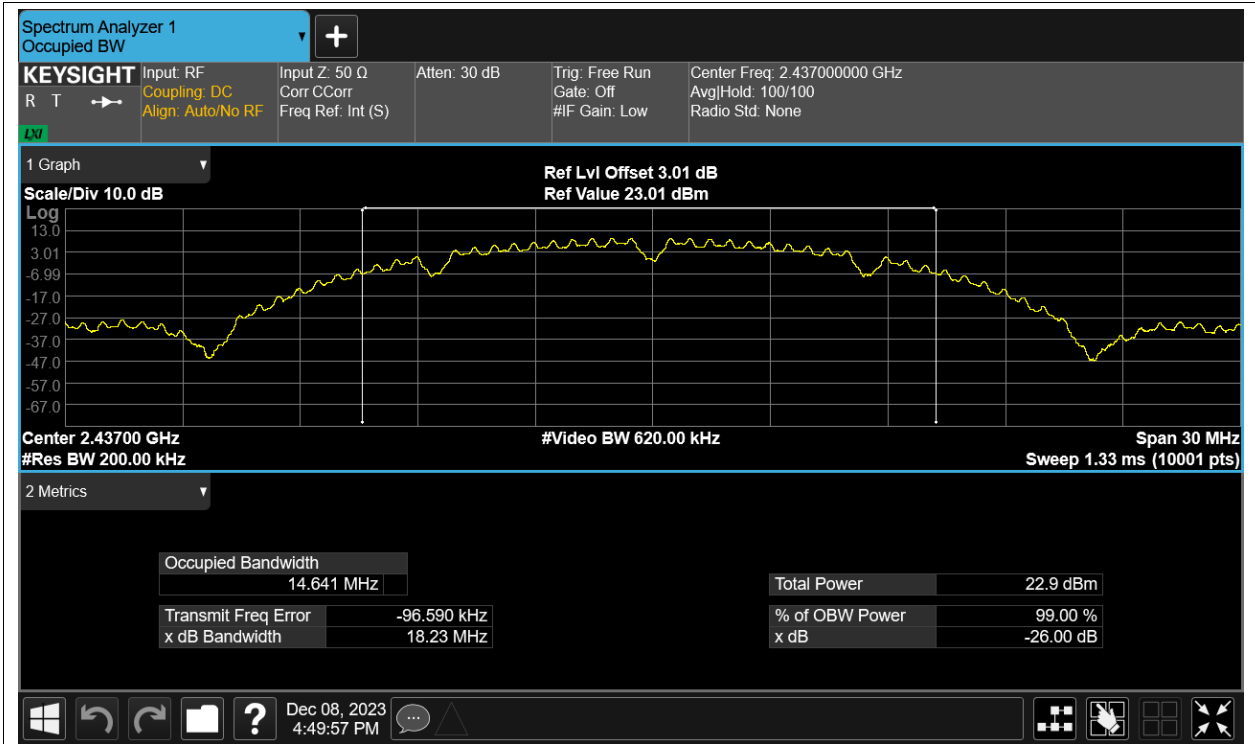 Spectrum Analyzer 1
Occupied BW
KEYSIGHT
R T
LXI
Input: RF
Coupling: DC
Align: Auto/No RF
Input Z: 50 Ω
Corr CCorr
Freq Ref: Int (S)
Atten: 30 dB
Trig: Free Run
Gate: Off
#IF Gain: Low
Center Freq: 2.437000000 GHz
Avg|Hold: 100/100
Radio Std: None
1 Graph
Scale/Div 10.0 dB
Ref Lvl Offset 3.01 dB
Ref Value 23.01 dBm
Log
13.0
3.01
-6.99
-17.0
-27.0
-37.0
-47.0
-57.0
-67.0
Center 2.43700 GHz
#Res BW 200.00 kHz
#Video BW 620.00 kHz
Span 30 MHz
Sweep 1.33 ms (10001 pts)
2 Metrics
Occupied Bandwidth
14.641 MHz
Transmit Freq Error -96.590 kHz
x dB Bandwidth 18.23 MHz
Total Power 22.9 dBm
% of OBW Power 99.00 %
x dB -26.00 dB
?
Dec 08, 2023
4:49:57 PM